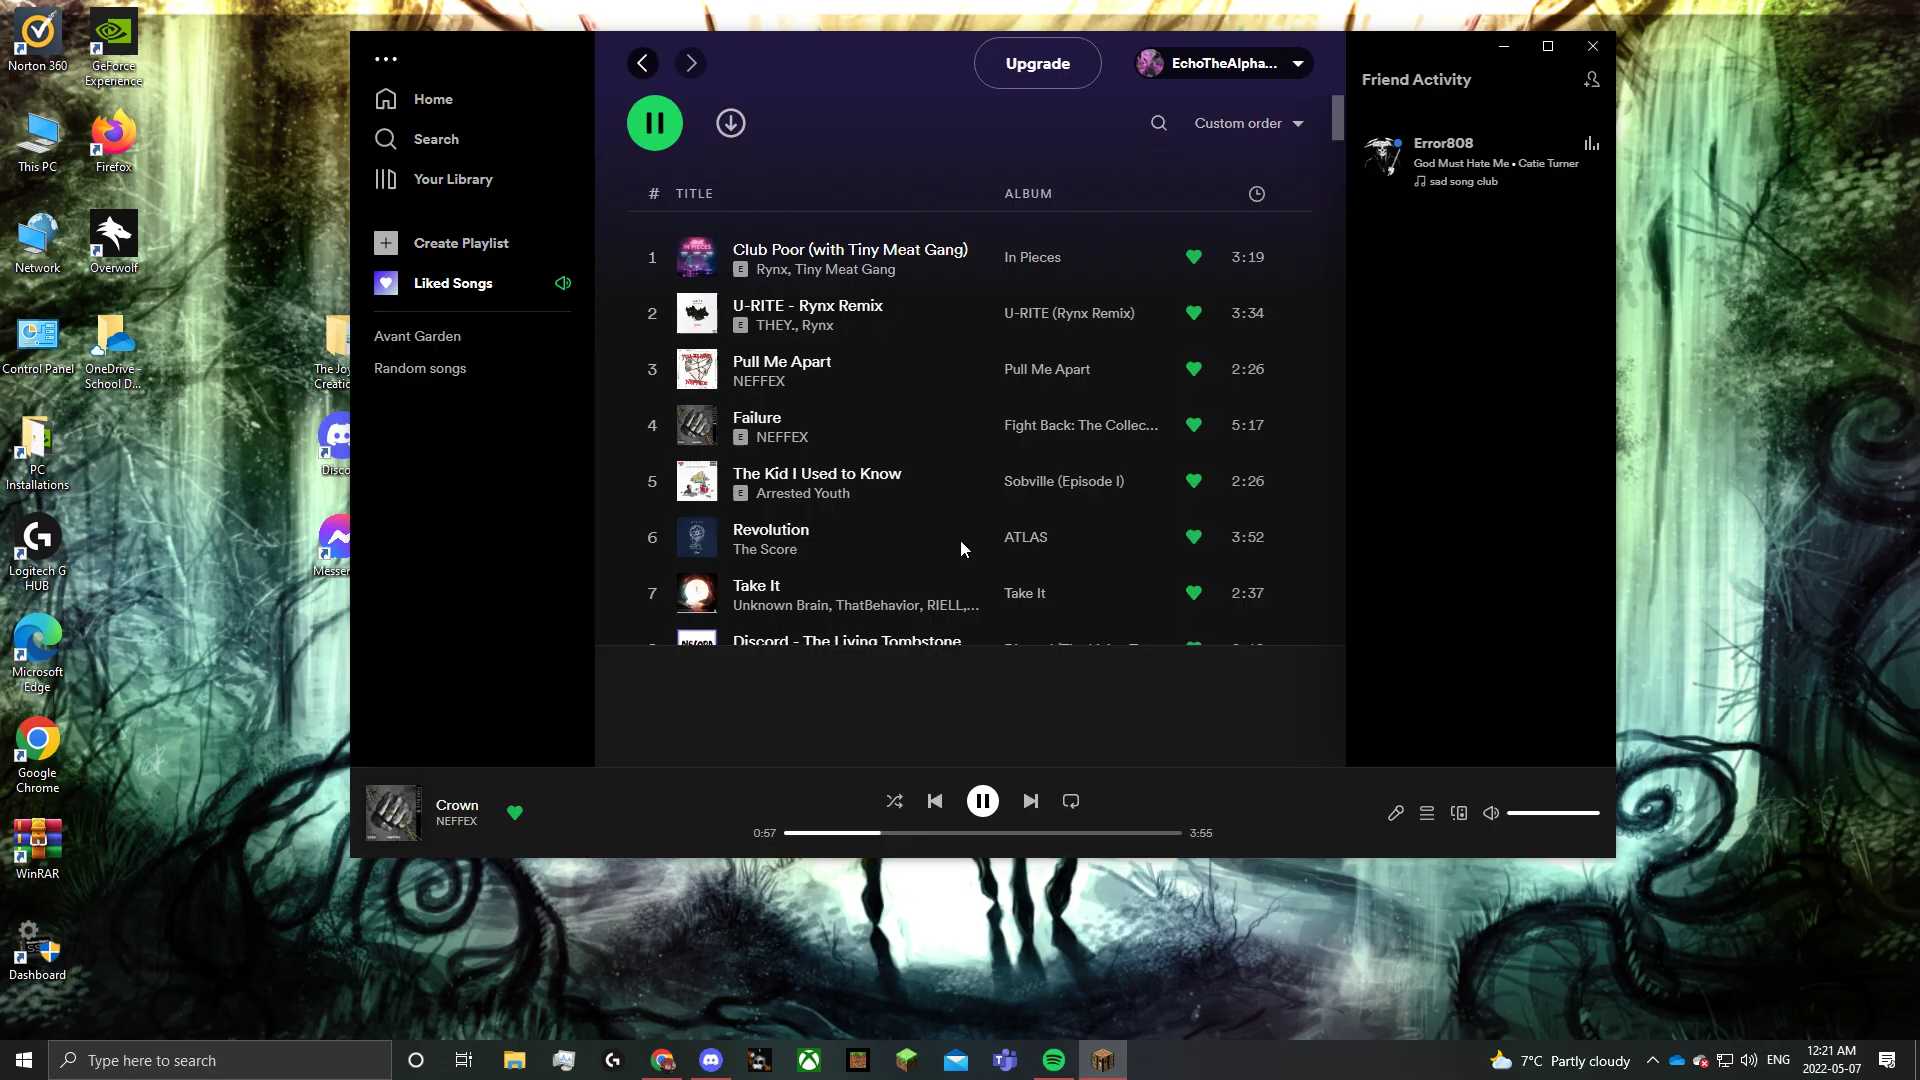 Norton 360
GeForce
Experience
This PC
Firefox
Network
Overwolf
Control Panel
OneDrive -
School D...
PC
Installations
Logitech G
HUB
Microsoft
Edge
Google
Chrome
WinRAR
Dashboard
The Joy
Creatio
Disco
Messen
Home
Search
Your Library
Create Playlist
Liked Songs
Avant Garden
Random songs
Upgrade
EchoTheAlpha...
Custom order
# TITLE ALBUM
1 Club Poor (with Tiny Meat Gang) In Pieces 3:19
E Rynx, Tiny Meat Gang
2 U-RITE - Rynx Remix U-RITE (Rynx Remix) 3:34
E THEY., Rynx
3 Pull Me Apart Pull Me Apart 2:26
NEFFEX
4 Failure Fight Back: The Collec... 5:17
E NEFFEX
5 The Kid I Used to Know Sobville (Episode I) 2:26
E Arrested Youth
6 Revolution ATLAS 3:52
The Score
7 Take It Take It 2:37
Unknown Brain, ThatBehavior, RIELL,...
Discord - The Living Tombstone
Friend Activity
Error808
God Must Hate Me • Catie Turner
sad song club
Crown
NEFFEX
0:57 3:55
Type here to search
7°C Partly cloudy
ENG
12:21 AM
2022-05-07